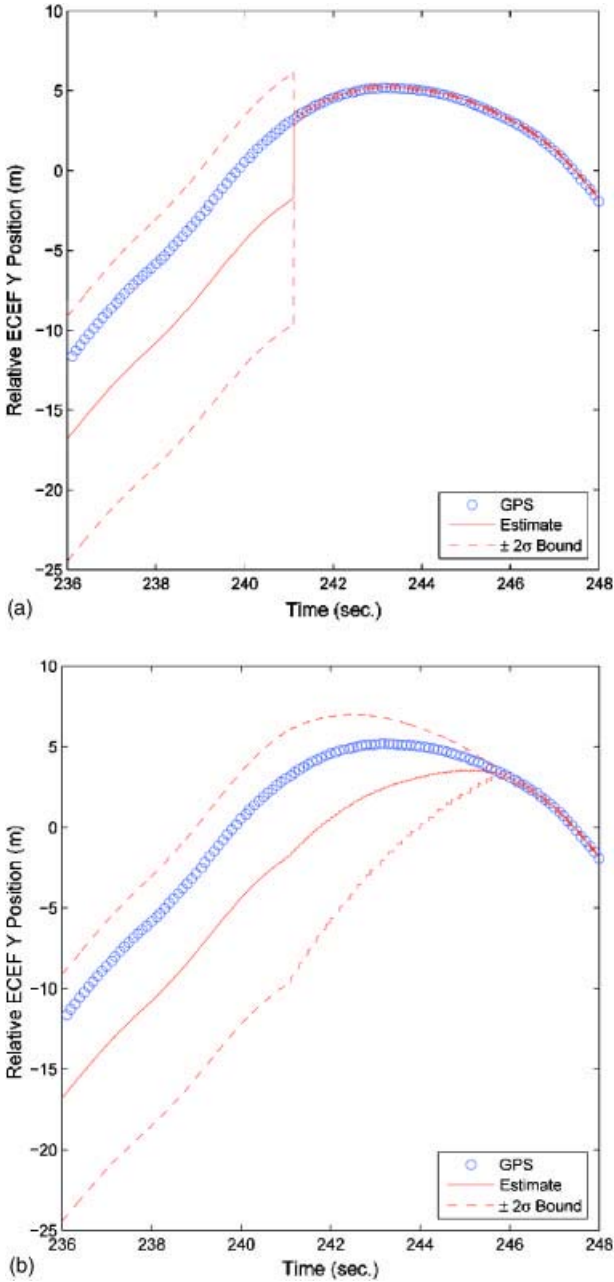 10
5
0
−5
−10
−15
−20
−25
Relative ECEF Y Position (m)
GPS
Estimate
± 2σ Bound
236 238 240 242 244 246 248
Time (sec.)
(a)
10
5
0
−5
−10
−15
−20
−25
Relative ECEF Y Position (m)
GPS
Estimate
± 2σ Bound
236 238 240 242 244 246 248
Time (sec.)
(b)